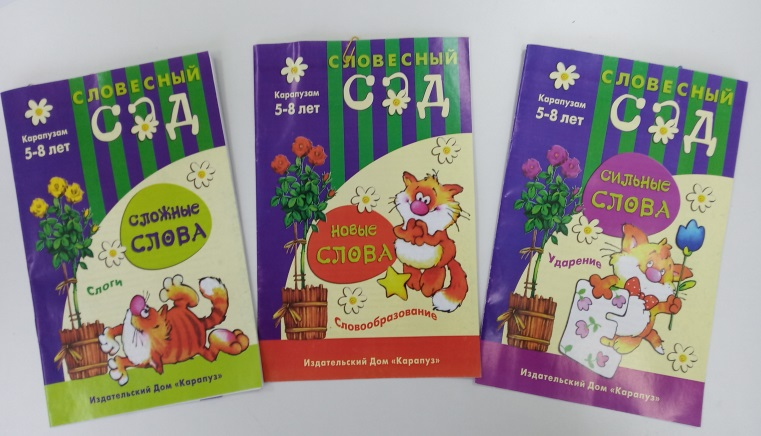 СЛОВЕСНЫЙ
САД
Карапузам
5-8 лет
СЛОЖНЫЕ
СЛОВА
Слоги
Издательский Дом «Карапуз»
СЛОВЕСНЫЙ
САД
Карапузам
5-8 лет
НОВЫЕ
СЛОВА
Словообразование
Издательский Дом «Карапуз»
СЛОВЕСНЫЙ
САД
Карапузам
5-8 лет
СИЛЬНЫЕ
СЛОВА
Ударение
Издательский Дом «Карапуз»